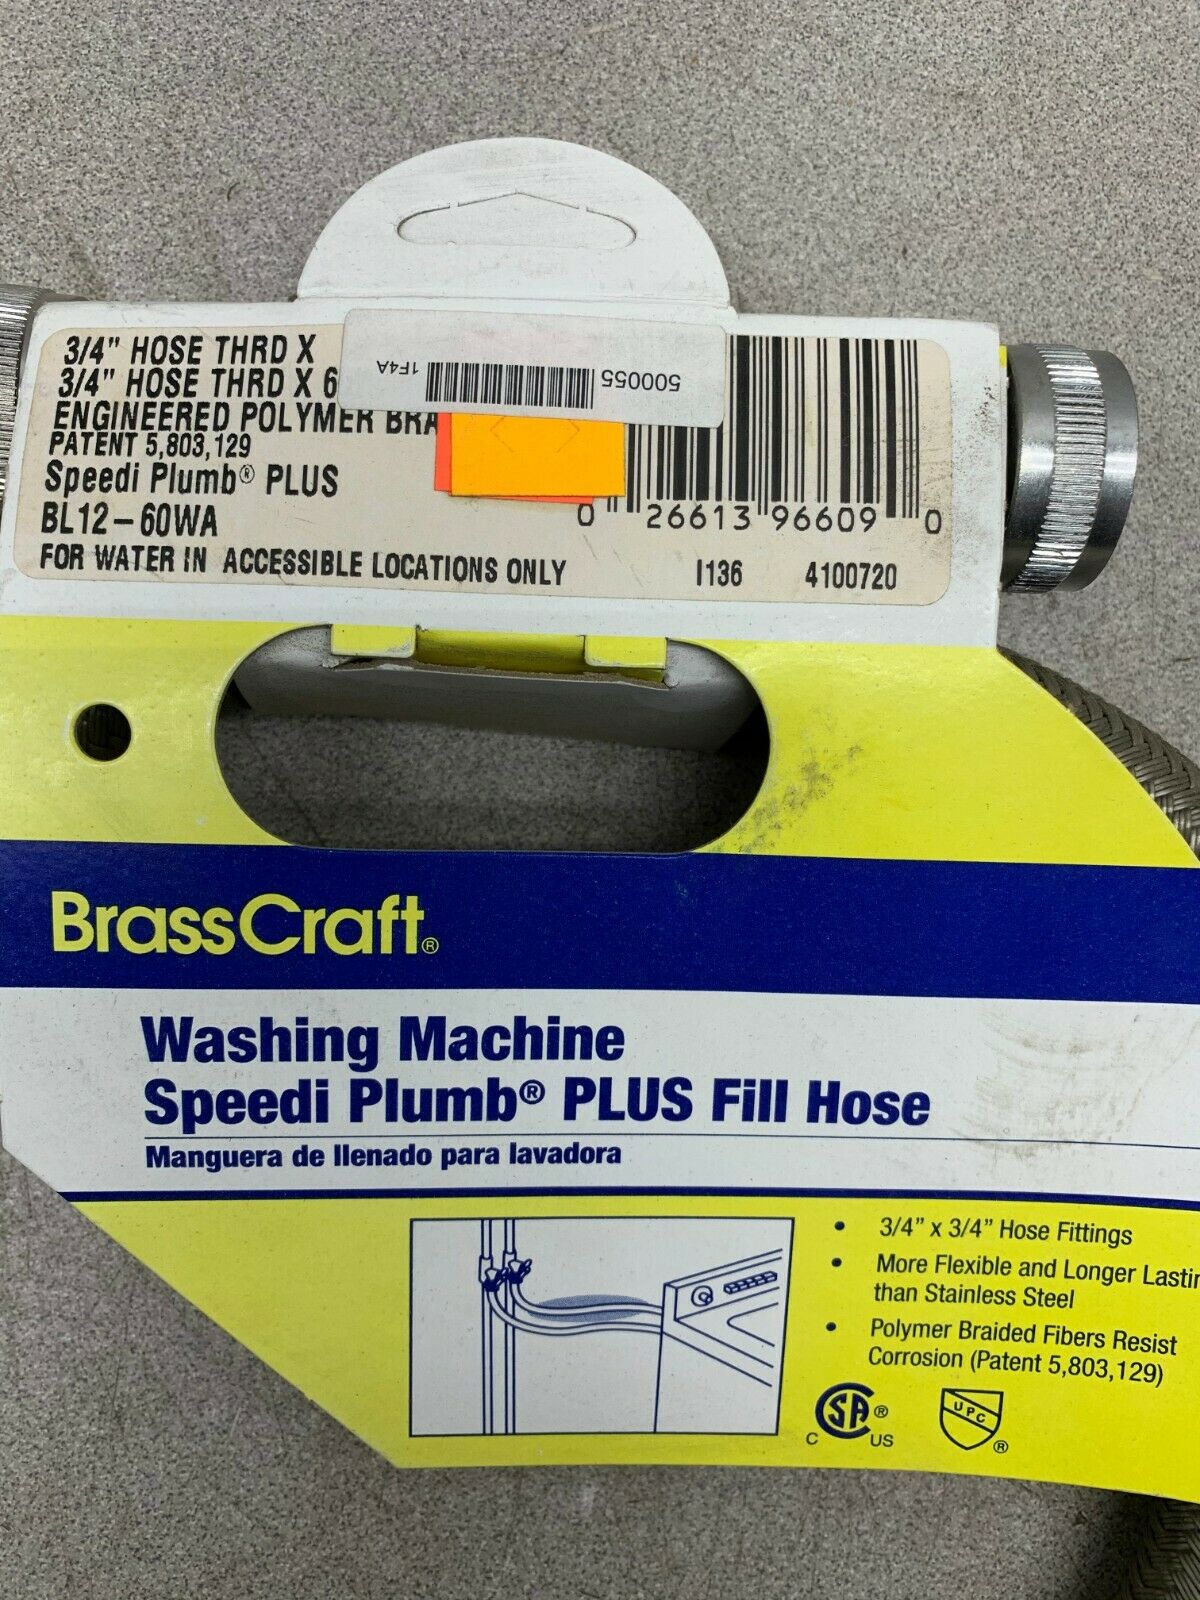 3/4" HOSE THRD X
3/4" HOSE THRD X 6
ENGINEERED POLYMER
PATENT 5,803,129
Speedi Plumb® PLUS
BL12-60WA
FOR WATER IN ACCESSIBLE LOCATIONS ONLY
1F4A
500055
0 26613 96609 0
I136 4100720
BrassCraft®
Washing Machine
Speedi Plumb® PLUS Fill Hose
Manguera de llenado para lavadora
• 3/4" x 3/4" Hose Fittings
• More Flexible and Longer
than Stainless Steel
• Polymer Braided Fibers Resist
Corrosion (Patent 5,803,129)
C SA® US
UPC®